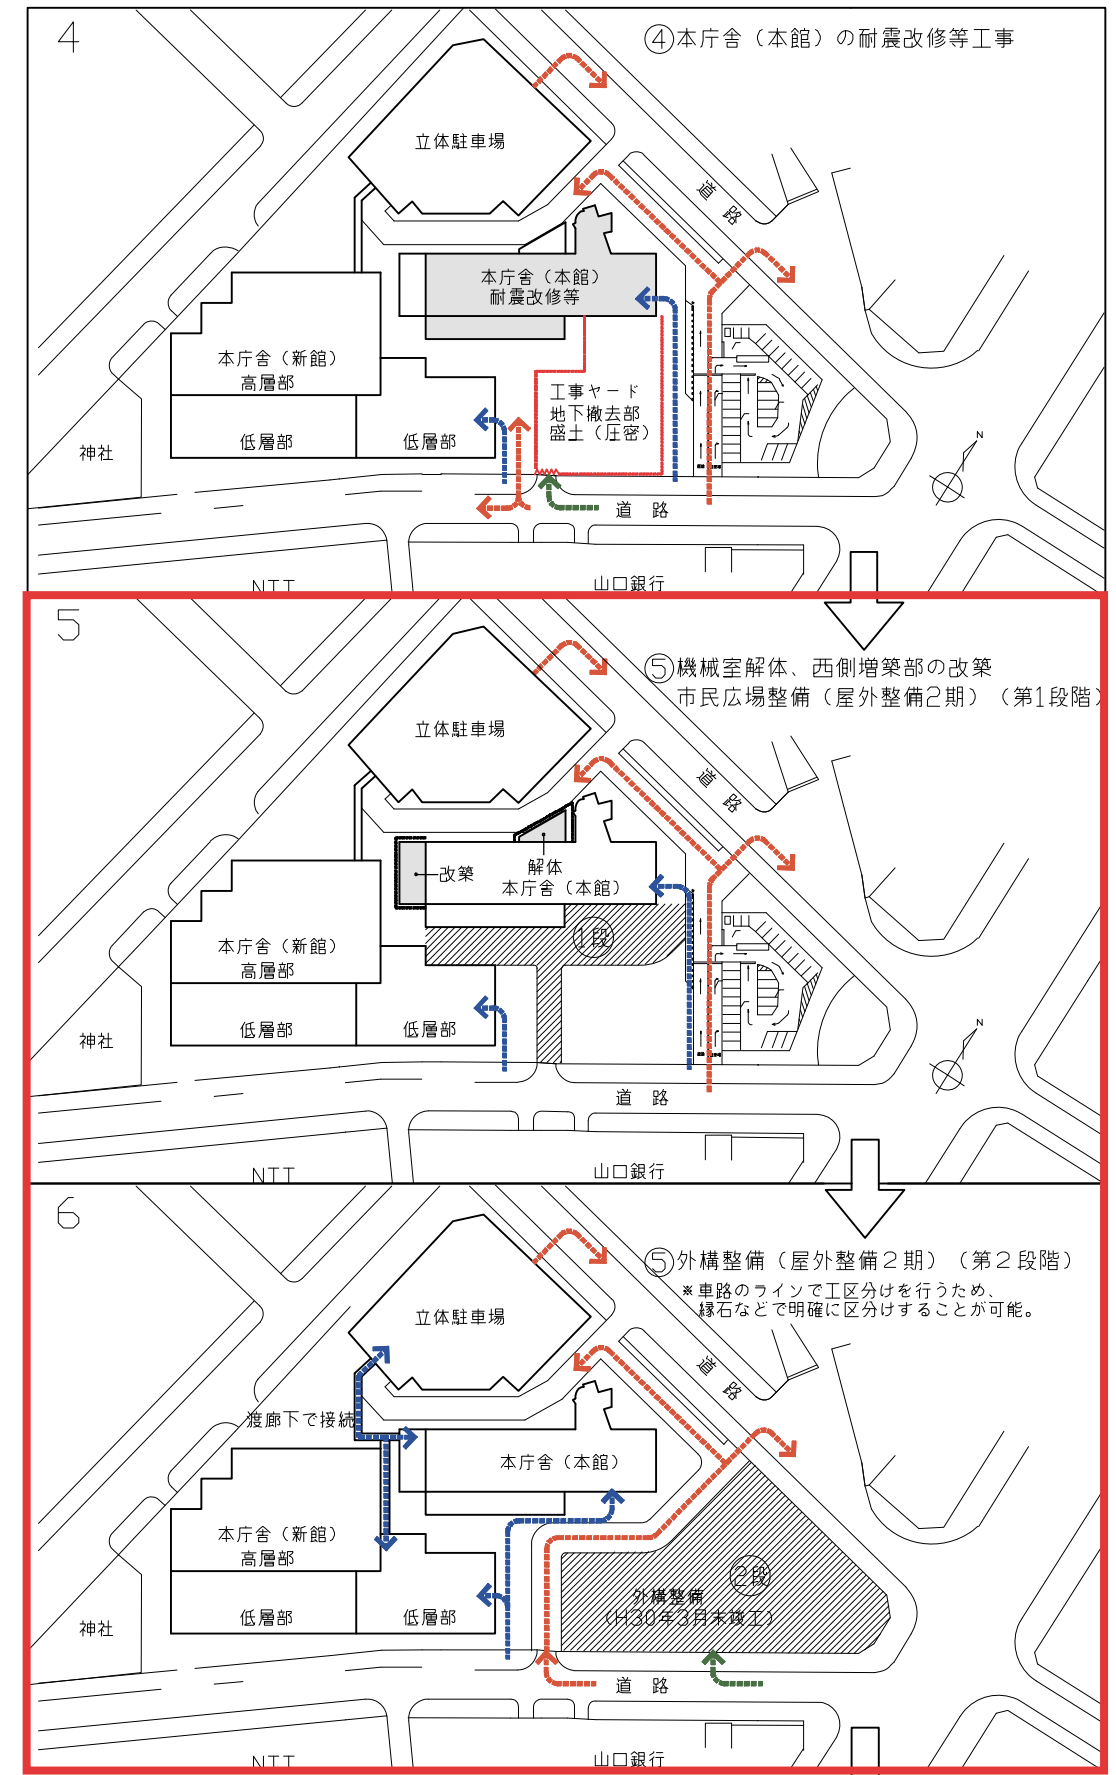 4
④本庁舎（本館）の耐震改修等工事
立体駐車場
道 路
本庁舎（本館）
耐震改修等
本庁舎（新館）
高層部
工事ヤード
地下撤去部
盛土（圧密）
低層部
低層部
神社
N
道 路
NTT
山口銀行
5
⑤機械室解体、西側増築部の改築
市民広場整備（屋外整備2期）（第1段階）
立体駐車場
道 路
改築
解体
本庁舎（本館）
1段
本庁舎（新館）
高層部
低層部
低層部
神社
N
道 路
NTT
山口銀行
6
⑤外構整備（屋外整備２期）（第２段階）
※車路のラインで工区分けを行うため、
縁石などで明確に区分けすることが可能。
立体駐車場
道 路
渡廊下で接続
本庁舎（本館）
本庁舎（新館）
高層部
2段
外構整備
（H30年3月末竣工）
低層部
低層部
神社
道 路
NTT
山口銀行